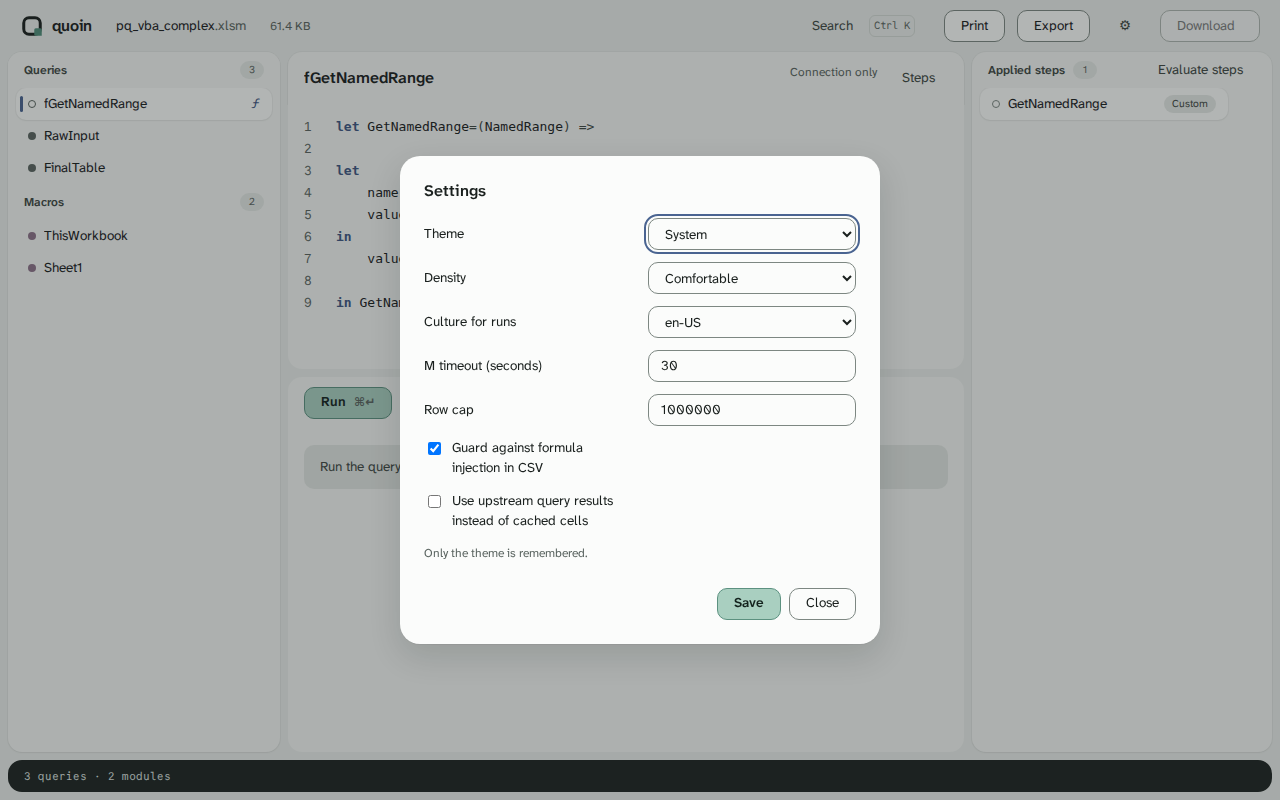 quoin pq_vba_complex.xlsm 61.4 KB Search Ctrl K Print Export Download
Queries 3
fGetNamedRange f
RawInput
FinalTable
Macros 2
ThisWorkbook
Sheet1
fGetNamedRange Connection only Steps
1 let GetNamedRange=(NamedRange) =>
2
3 let
4 name
5
6 in
7
8
9 in
Run ⌘↵
Run the query
Applied steps 1 Evaluate steps
GetNamedRange Custom
Settings
Theme System
Density Comfortable
Culture for runs en-US
M timeout (seconds) 30
Row cap 1000000
Guard against formula
injection in CSV
Use upstream query results
instead of cached cells
Only the theme is remembered.
Save Close
3 queries · 2 modules